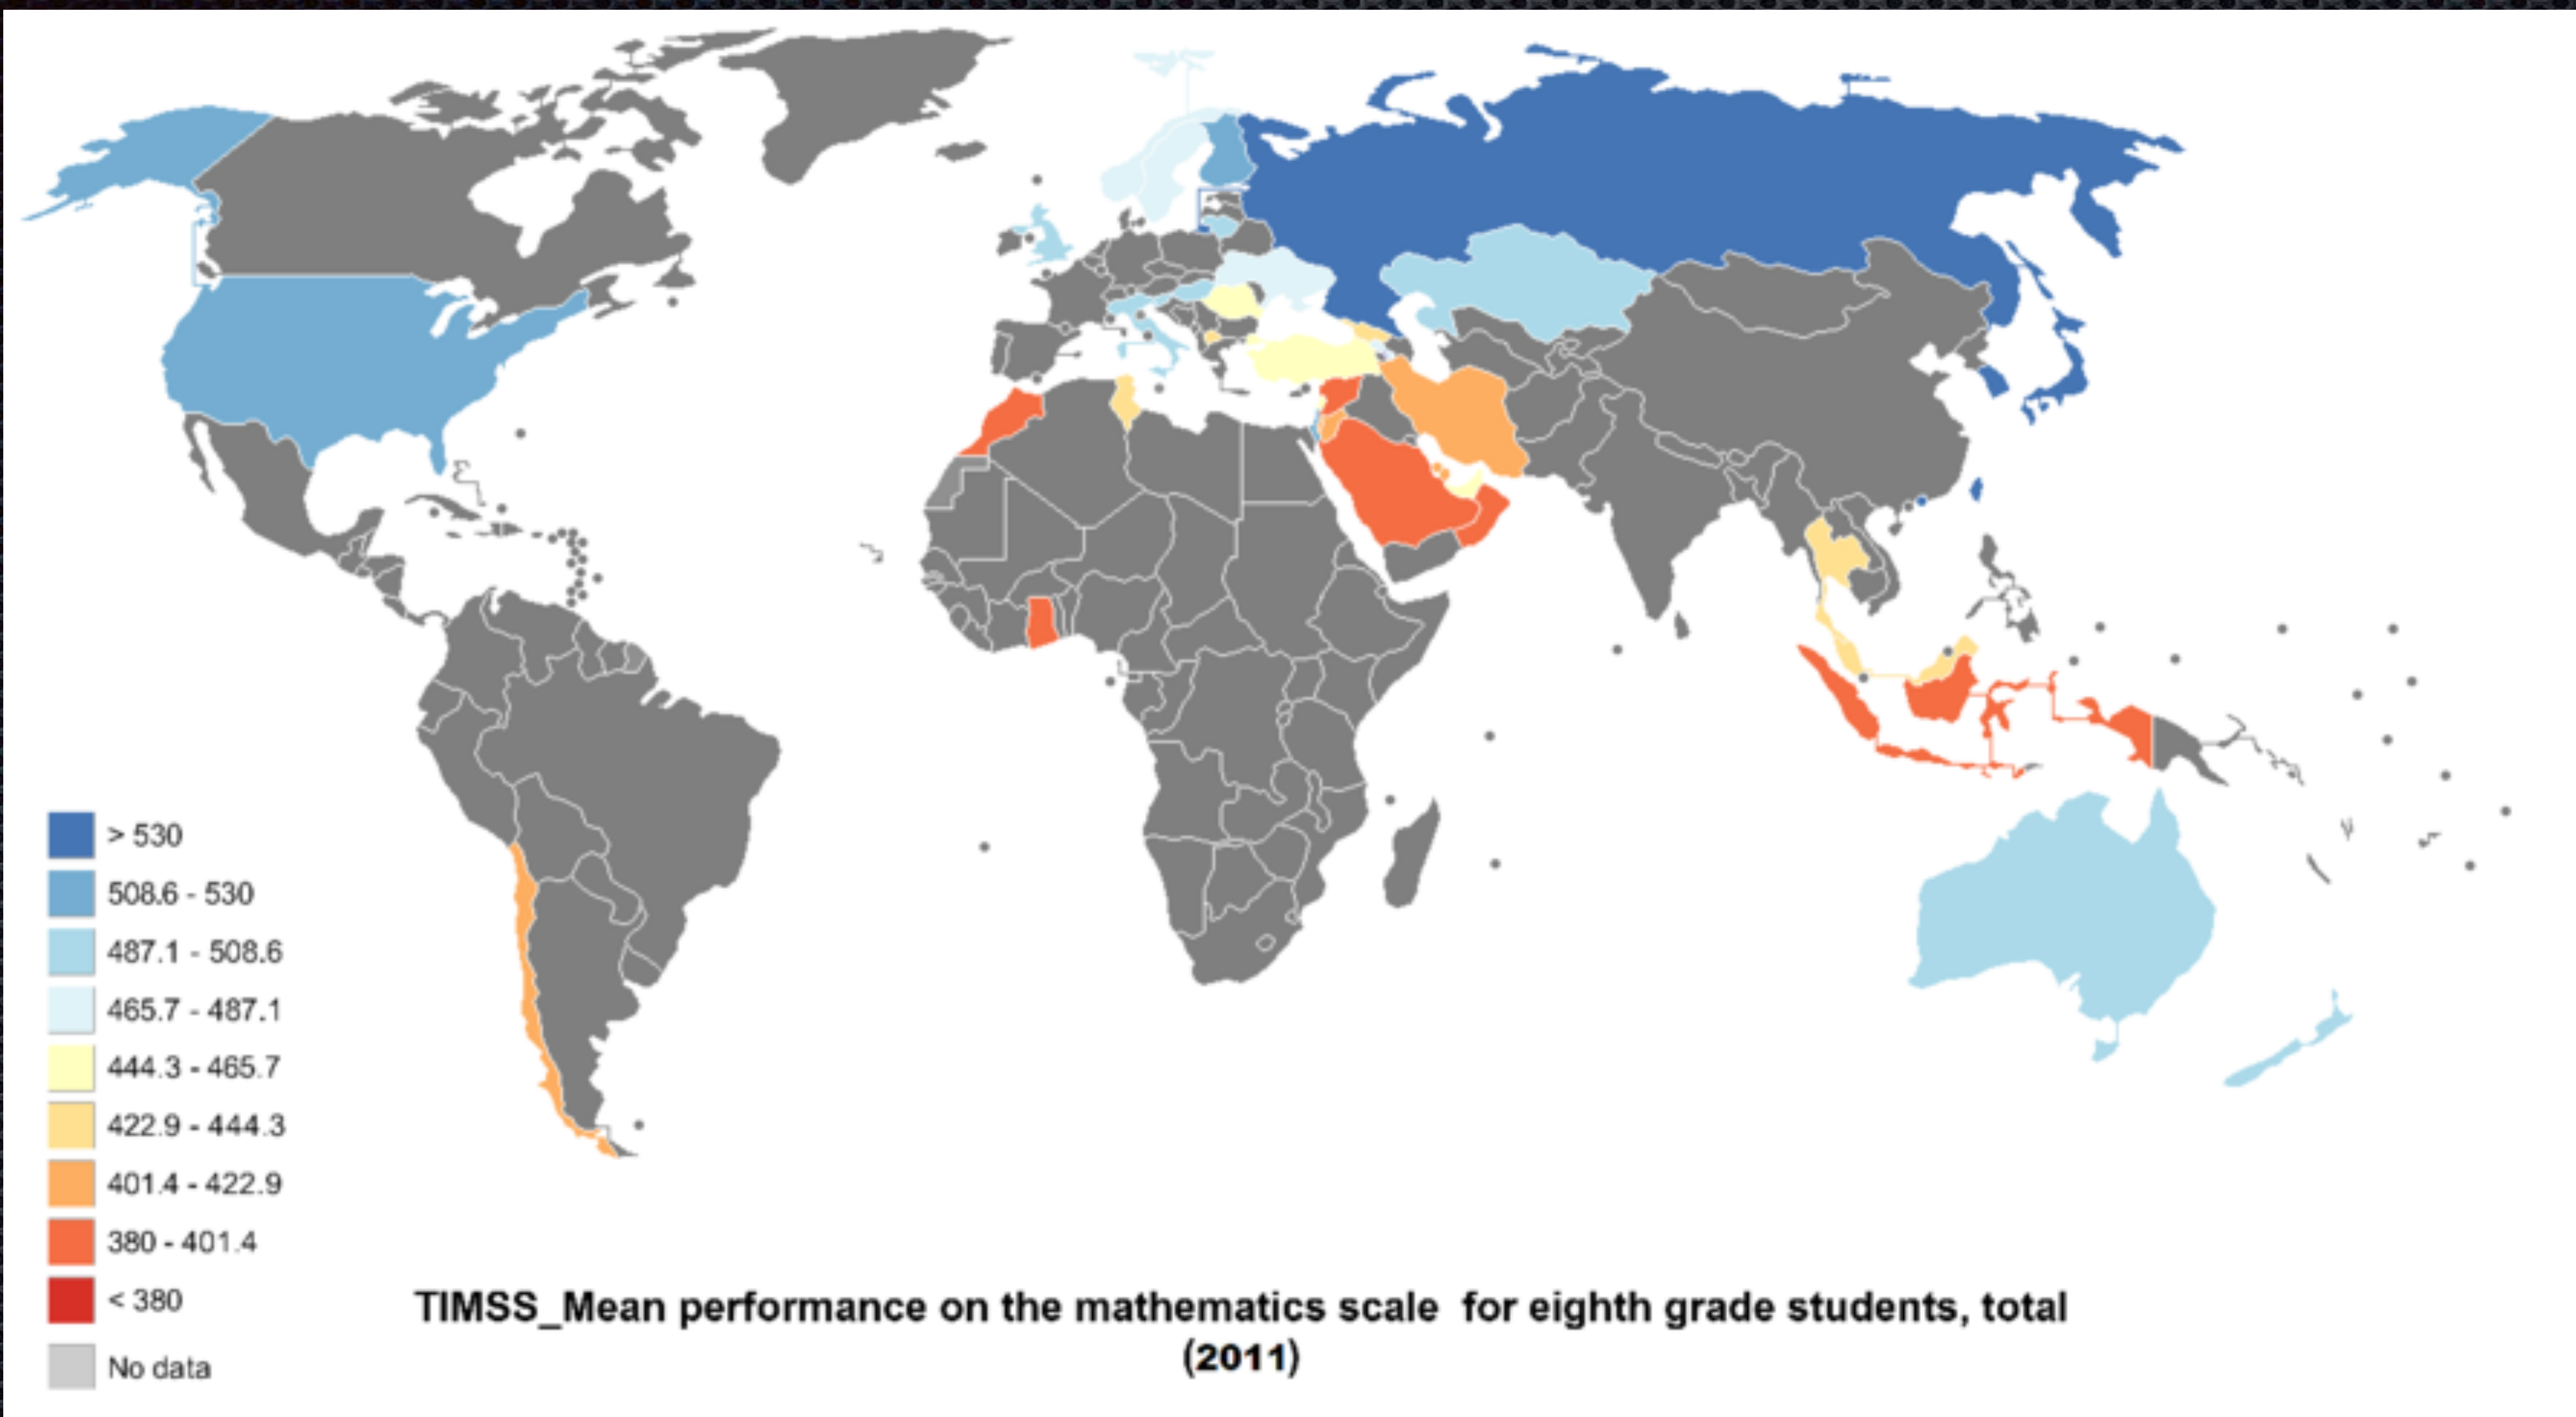 > 530
508.6 - 530
487.1 - 508.6
465.7 - 487.1
444.3 - 465.7
422.9 - 444.3
401.4 - 422.9
380 - 401.4
< 380
No data
TIMSS_Mean performance on the mathematics scale for eighth grade students, total
(2011)